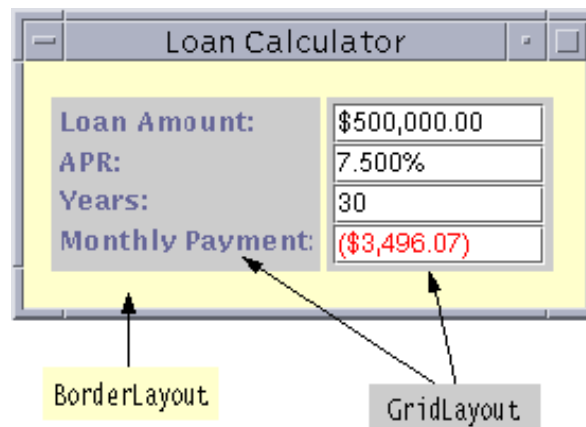 Loan Calculator
Loan Amount: $500,000.00
APR: 7.500%
Years: 30
Monthly Payment: ($3,496.07)
BorderLayout
GridLayout